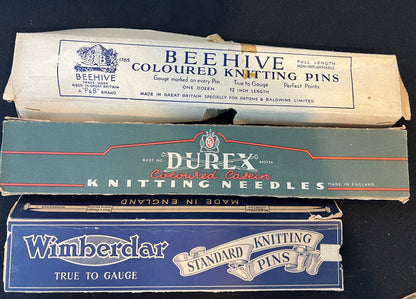 BEEHIVE
COLOURED KNITTING PINS
FULL LENGTH
NON-INFLAMMABLE
1785
BEEHIVE
TRADE MARK
REGD. IN GREAT BRITAIN
A "P&B" BRAND
Gauge marked on every Pin True to Gauge Perfect Points
ONE DOZEN 12 INCH LENGTH
MADE IN GREAT BRITAIN SPECIALLY FOR PATONS & BALDWINS LIMITED
REGD. NO.
DUREX
Coloured Casein
KNITTING NEEDLES
MADE IN ENGLAND
MADE IN ENGLAND
Wimberdar
TRUE TO GAUGE
STANDARD KNITTING
PINS